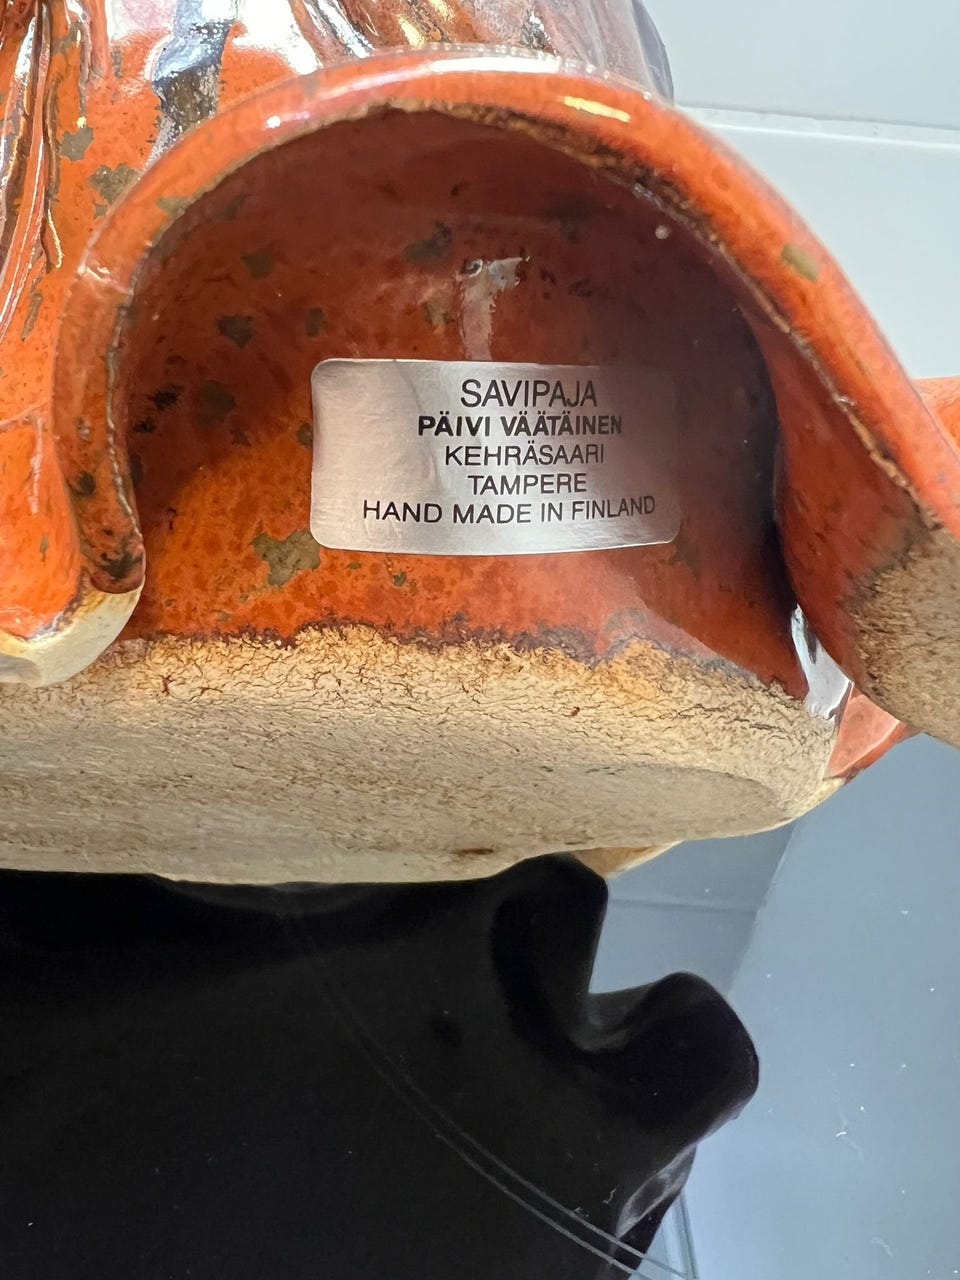 SAVIPAJA
PÄIVI VÄÄTÄINEN
KEHRÄSAARI
TAMPERE
HAND MADE IN FINLAND